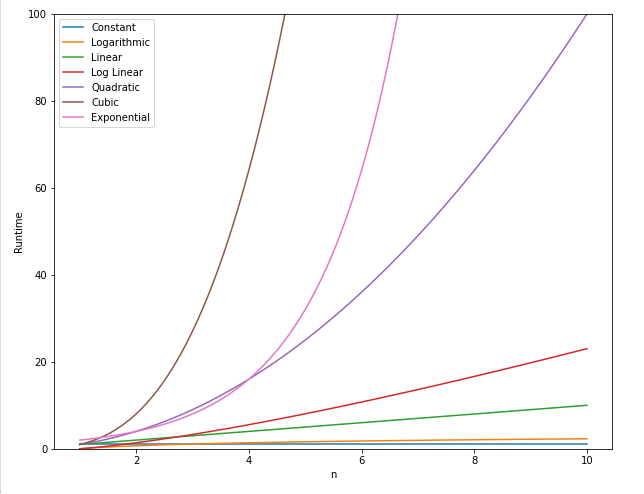 100
80
60
40
20
0
Runtime
Constant
Logarithmic
Linear
Log Linear
Quadratic
Cubic
Exponential
2
4
6
8
10
n